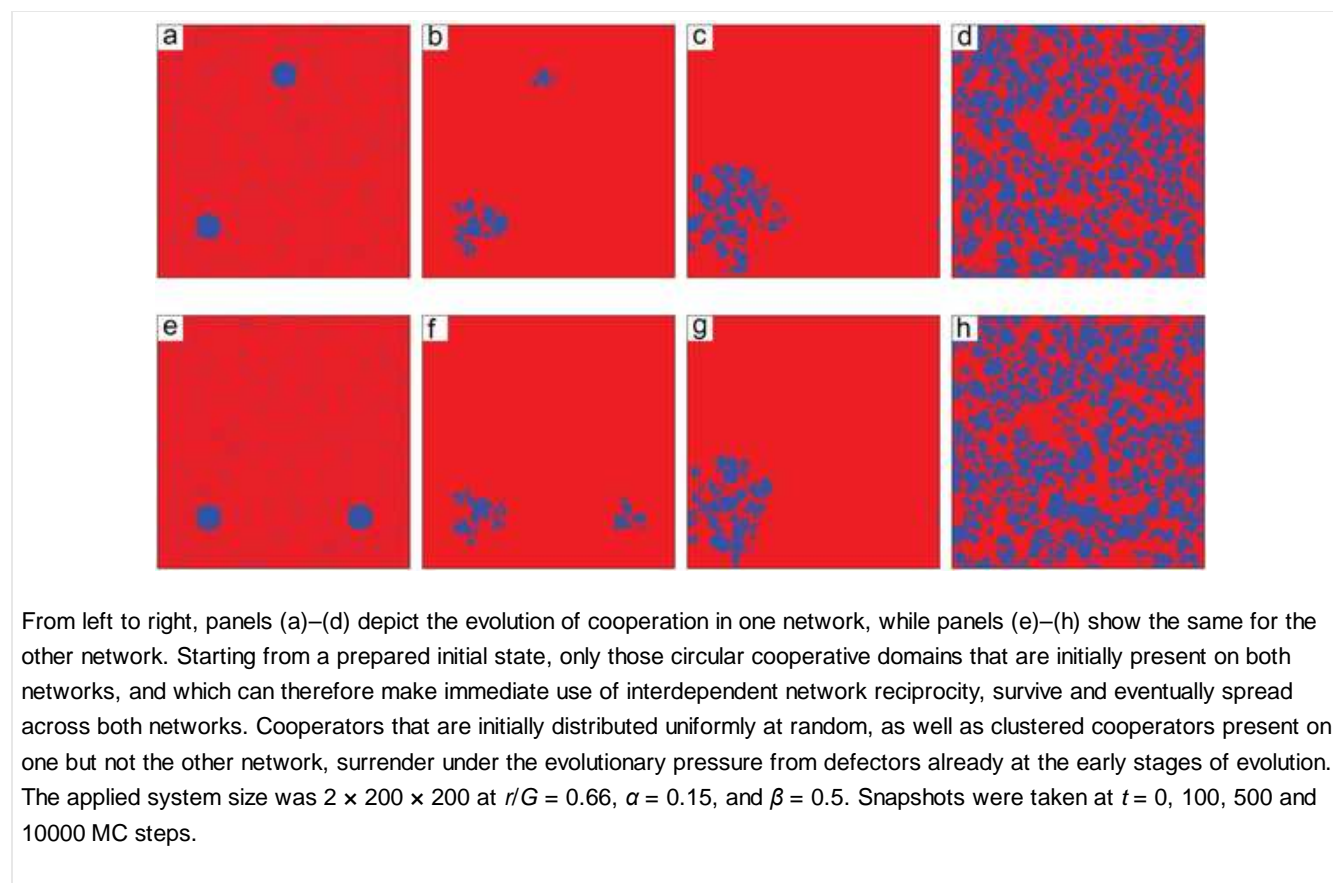 a b c d
e f g h
From left to right, panels (a)–(d) depict the evolution of cooperation in one network, while panels (e)–(h) show the same for the
other network. Starting from a prepared initial state, only those circular cooperative domains that are initially present on both
networks, and which can therefore make immediate use of interdependent network reciprocity, survive and eventually spread
across both networks. Cooperators that are initially distributed uniformly at random, as well as clustered cooperators present on
one but not the other network, surrender under the evolutionary pressure from defectors already at the early stages of evolution.
The applied system size was 2 × 200 × 200 at r/G = 0.66, α = 0.15, and β = 0.5. Snapshots were taken at t = 0, 100, 500 and
10000 MC steps.